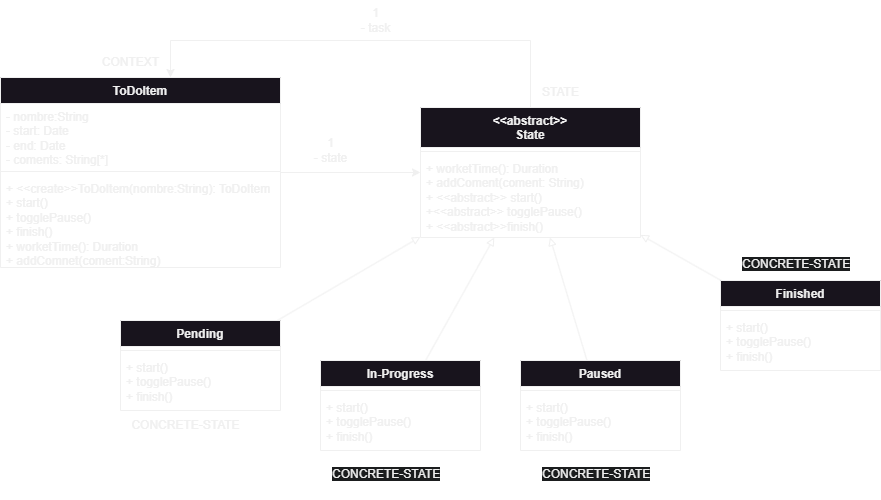 1
- task
CONTEXT
ToDoItem
- nombre:String
- start: Date
- end: Date
- coments: String[*]
+ <<create>>ToDoItem(nombre:String): ToDoItem
+ start()
+ togglePause()
+ finish()
+ worketTime(): Duration
+ addComnet(coment:String)
1
- state
STATE
<<abstract>>
State
+ worketTime(): Duration
+ addComent(coment: String)
+ <<abstract>> start()
+<<abstract>> togglePause()
+ <<abstract>>finish()
Pending
+ start()
+ togglePause()
+ finish()
CONCRETE-STATE
In-Progress
+ start()
+ togglePause()
+ finish()
CONCRETE-STATE
Paused
+ start()
+ togglePause()
+ finish()
CONCRETE-STATE
CONCRETE-STATE
Finished
+ start()
+ togglePause()
+ finish()